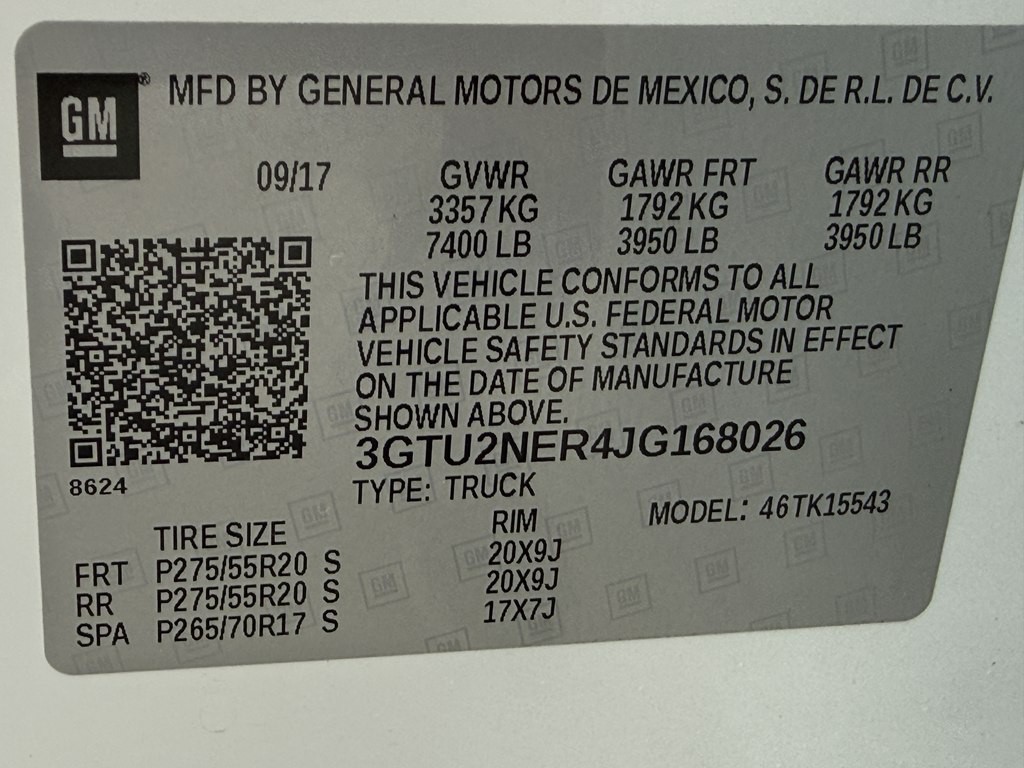 GM ® MFD BY GENERAL MOTORS DE MEXICO, S. DE R.L. DE C.V.
09/17 GVWR GAWR FRT GAWR RR
3357 KG 1792 KG 1792 KG
7400 LB 3950 LB 3950 LB
THIS VEHICLE CONFORMS TO ALL
APPLICABLE U.S. FEDERAL MOTOR
VEHICLE SAFETY STANDARDS IN EFFECT
ON THE DATE OF MANUFACTURE
SHOWN ABOVE.
3GTU2NER4JG168026
8624
TYPE: TRUCK MODEL: 46TK15543
TIRE SIZE RIM
FRT P275/55R20 S 20X9J
RR P275/55R20 S 20X9J
SPA P265/70R17 S 17X7J